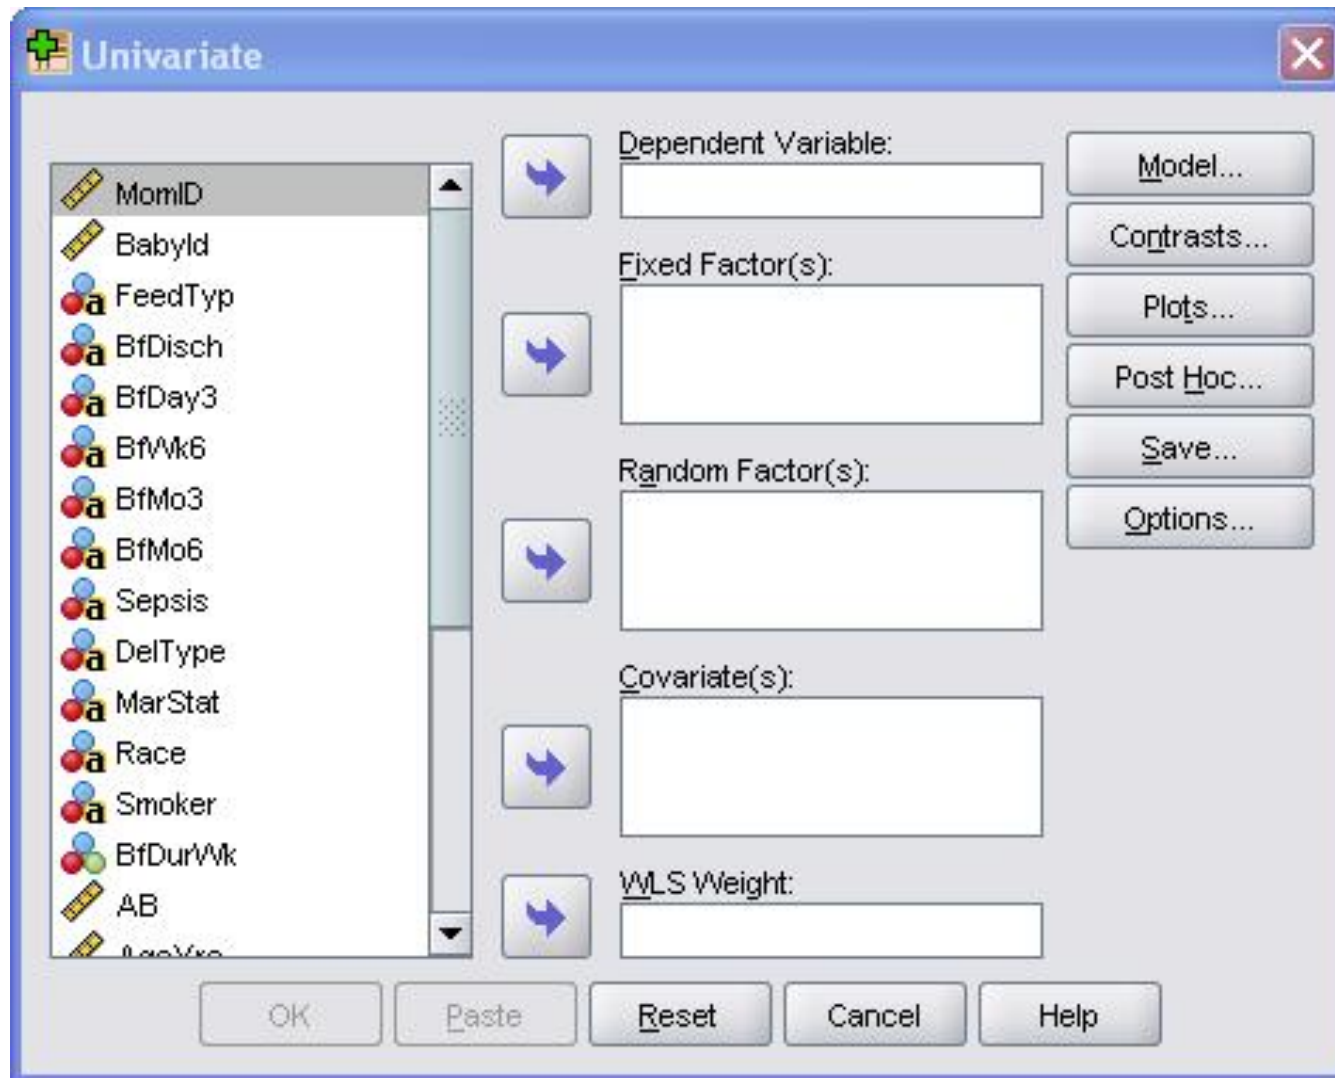 Univariate
MomID
BabyId
FeedTyp
BfDisch
BfDay3
BfWk6
BfMo3
BfMo6
Sepsis
DelType
MarStat
Race
Smoker
BfDurWk
AB
Dependent Variable:
Fixed Factor(s):
Random Factor(s):
Covariate(s):
WLS Weight:
Model...
Contrasts...
Plots...
Post Hoc...
Save...
Options...
OK
Paste
Reset
Cancel
Help